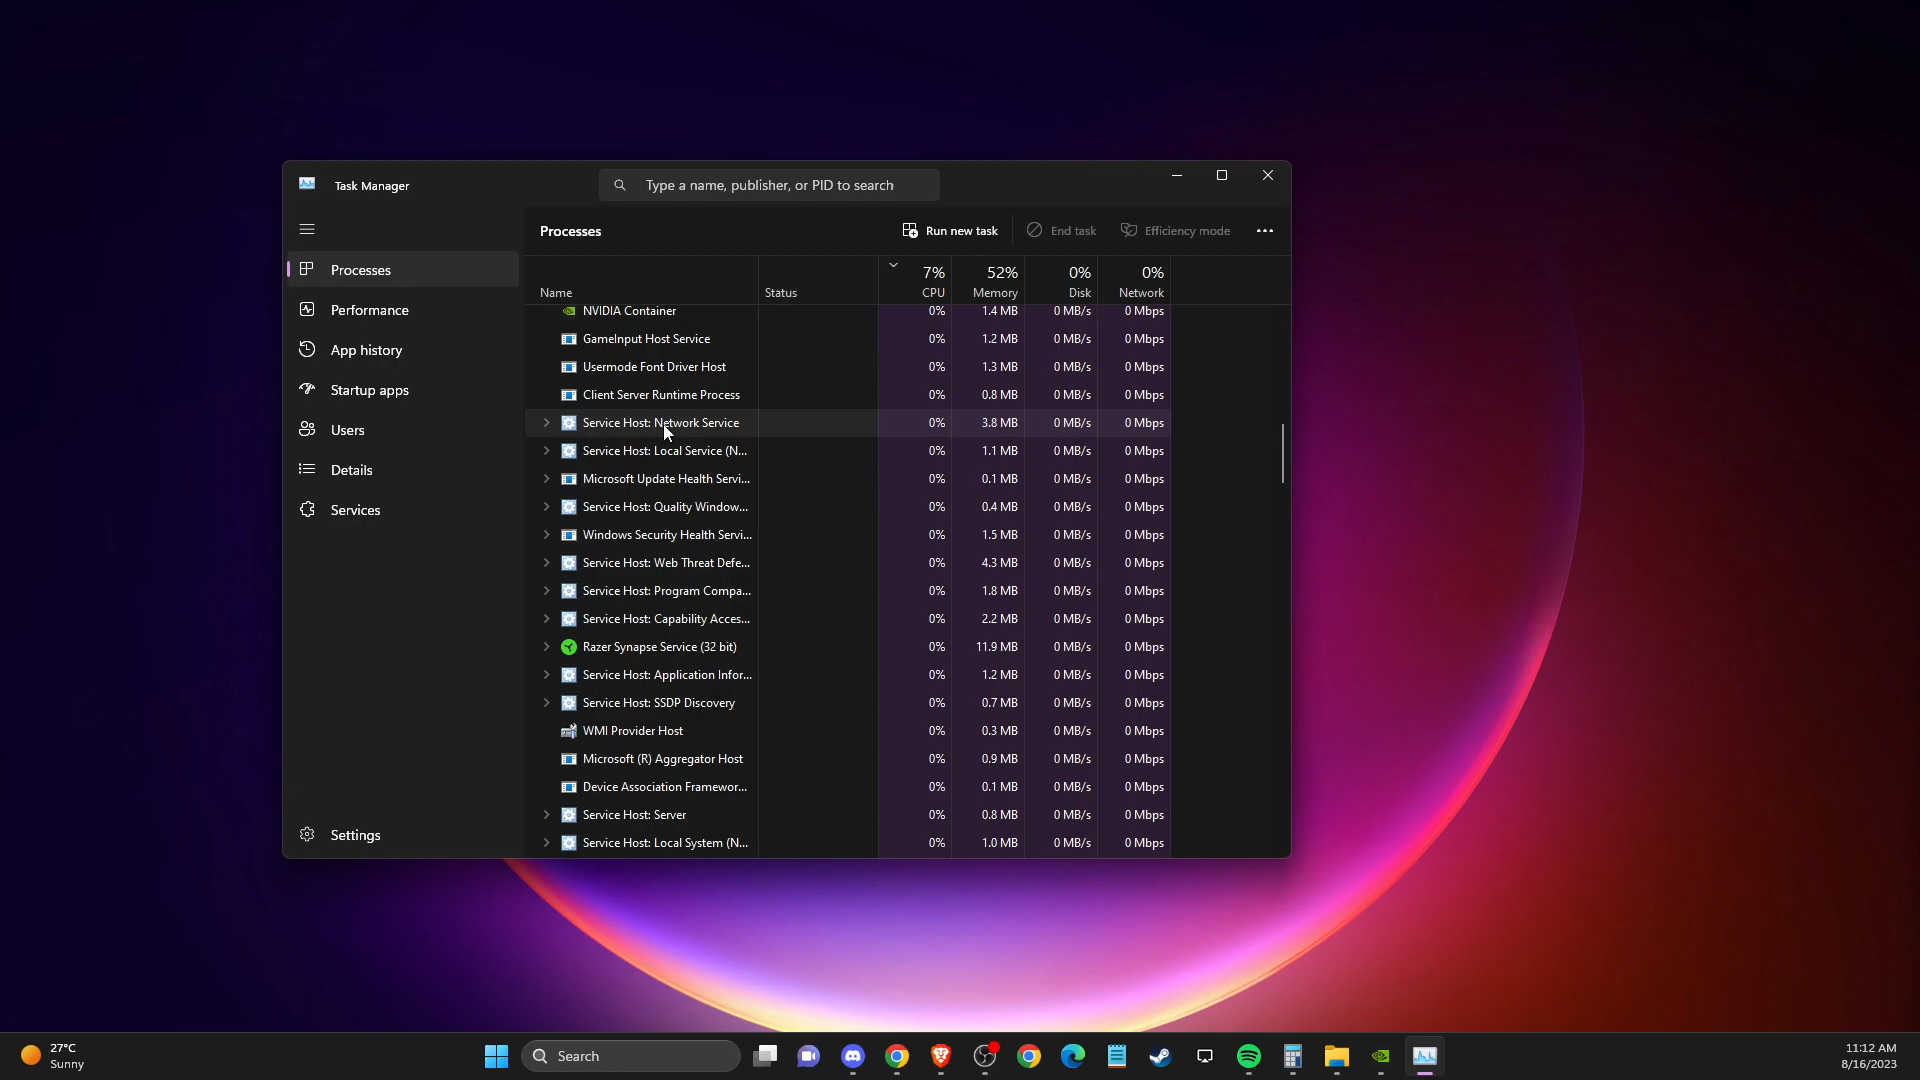 Task Manager
Type a name, publisher, or PID to search
Processes
Run new task
End task
Efficiency mode
Processes
Performance
App history
Startup apps
Users
Details
Services
Settings
7% 52% 0% 0%
Name Status CPU Memory Disk Network
NVIDIA Container 0% 1.4 MB 0 MB/s 0 Mbps
GameInput Host Service 0% 1.2 MB 0 MB/s 0 Mbps
Usermode Font Driver Host 0% 1.3 MB 0 MB/s 0 Mbps
Client Server Runtime Process 0% 0.8 MB 0 MB/s 0 Mbps
Service Host: Network Service 0% 3.8 MB 0 MB/s 0 Mbps
Service Host: Local Service (N... 0% 1.1 MB 0 MB/s 0 Mbps
Microsoft Update Health Servi... 0% 0.1 MB 0 MB/s 0 Mbps
Service Host: Quality Window... 0% 0.4 MB 0 MB/s 0 Mbps
Windows Security Health Servi... 0% 1.5 MB 0 MB/s 0 Mbps
Service Host: Web Threat Defe... 0% 4.3 MB 0 MB/s 0 Mbps
Service Host: Program Compa... 0% 1.8 MB 0 MB/s 0 Mbps
Service Host: Capability Acces... 0% 2.2 MB 0 MB/s 0 Mbps
Razer Synapse Service (32 bit) 0% 11.9 MB 0 MB/s 0 Mbps
Service Host: Application Infor... 0% 1.2 MB 0 MB/s 0 Mbps
Service Host: SSDP Discovery 0% 0.7 MB 0 MB/s 0 Mbps
WMI Provider Host 0% 0.3 MB 0 MB/s 0 Mbps
Microsoft (R) Aggregator Host 0% 0.9 MB 0 MB/s 0 Mbps
Device Association Framewor... 0% 0.1 MB 0 MB/s 0 Mbps
Service Host: Server 0% 0.8 MB 0 MB/s 0 Mbps
Service Host: Local System (N... 0% 1.0 MB 0 MB/s 0 Mbps
27°C
Sunny
Search
11:12 AM
8/16/2023